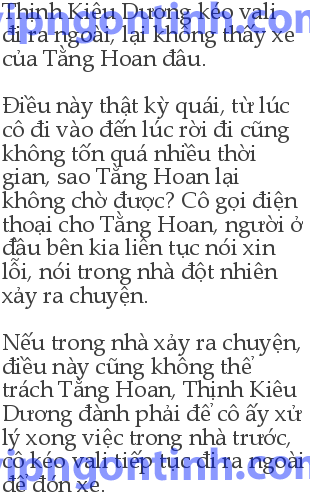 Thịnh Kiêu Dương kéo vali
đi ra ngoài, lại không thấy xe
của Tằng Hoan đâu.
Điều này thật kỳ quái, từ lúc
cô đi vào đến lúc rời đi cũng
không tốn quá nhiều thời
gian, sao Tằng Hoan lại
không chờ được? Cô gọi điện
thoại cho Tằng Hoan, người ở
đầu bên kia liên tục nói xin
lỗi, nói trong nhà đột nhiên
xảy ra chuyện.
Nếu trong nhà xảy ra chuyện,
điều này cũng không thể
trách Tằng Hoan, Thịnh Kiêu
Dương đành phải để cô ấy xử
lý xong việc trong nhà trước,
cô kéo vali tiếp tục đi ra ngoài
để đón xe.
vipngontinh.com
vipngontinh.com